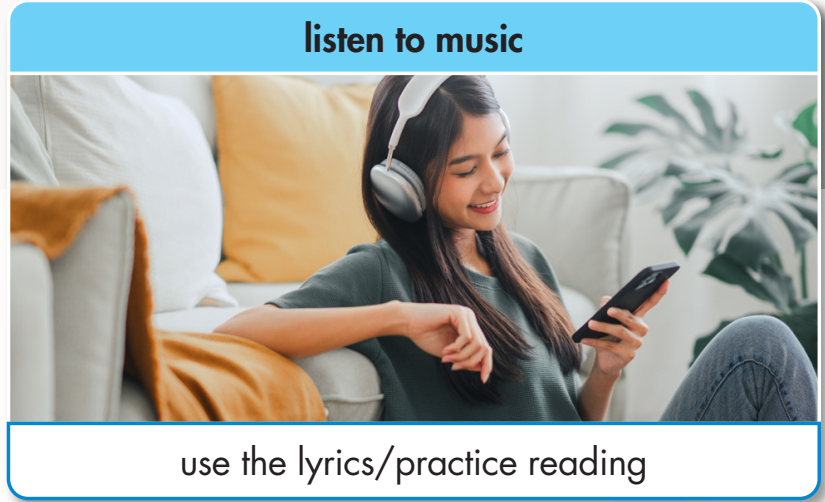 listen to music
use the lyrics/practice reading